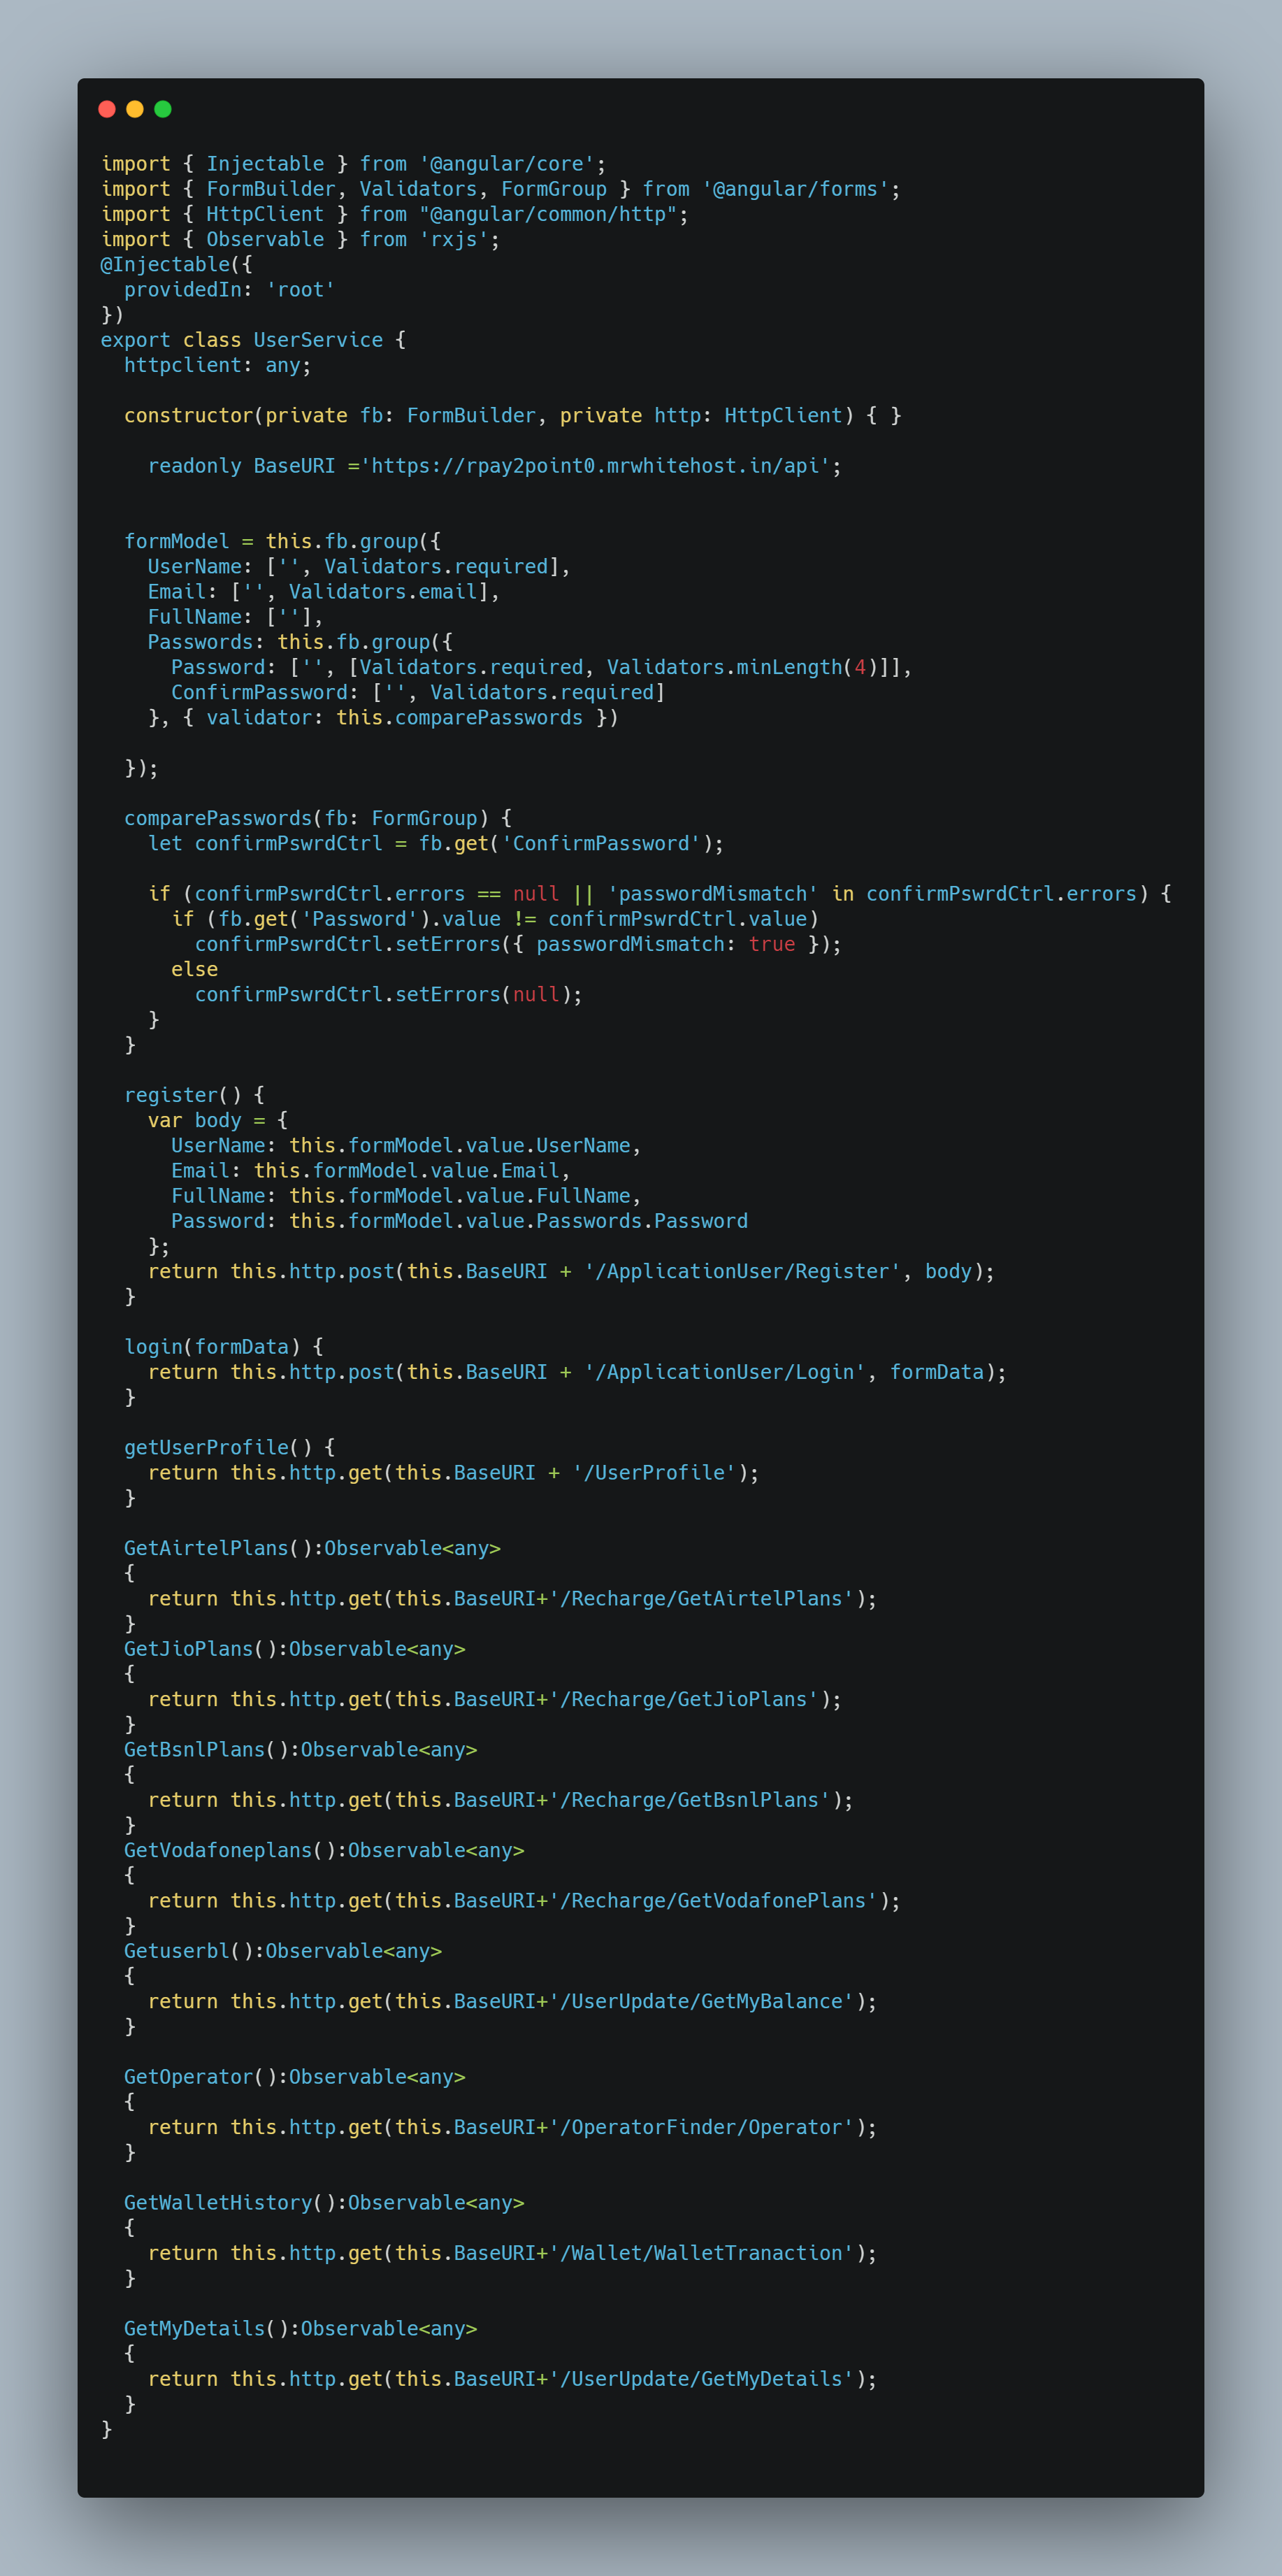 import { Injectable } from '@angular/core';
import { FormBuilder, Validators, FormGroup } from '@angular/forms';
import { HttpClient } from "@angular/common/http";
import { Observable } from 'rxjs';
@Injectable({
  providedIn: 'root'
})
export class UserService {
  httpclient: any;

  constructor(private fb: FormBuilder, private http: HttpClient) { }

    readonly BaseURI ='https://rpay2point0.mrwhitehost.in/api';


  formModel = this.fb.group({
    UserName: ['', Validators.required],
    Email: ['', Validators.email],
    FullName: [''],
    Passwords: this.fb.group({
      Password: ['', [Validators.required, Validators.minLength(4)]],
      ConfirmPassword: ['', Validators.required]
    }, { validator: this.comparePasswords })

  });

  comparePasswords(fb: FormGroup) {
    let confirmPswrdCtrl = fb.get('ConfirmPassword');

    if (confirmPswrdCtrl.errors == null || 'passwordMismatch' in confirmPswrdCtrl.errors) {
      if (fb.get('Password').value != confirmPswrdCtrl.value)
        confirmPswrdCtrl.setErrors({ passwordMismatch: true });
      else
        confirmPswrdCtrl.setErrors(null);
    }
  }

  register() {
    var body = {
      UserName: this.formModel.value.UserName,
      Email: this.formModel.value.Email,
      FullName: this.formModel.value.FullName,
      Password: this.formModel.value.Passwords.Password
    };
    return this.http.post(this.BaseURI + '/ApplicationUser/Register', body);
  }

  login(formData) {
    return this.http.post(this.BaseURI + '/ApplicationUser/Login', formData);
  }

  getUserProfile() {
    return this.http.get(this.BaseURI + '/UserProfile');
  }

  GetAirtelPlans():Observable<any>
  {
    return this.http.get(this.BaseURI+'/Recharge/GetAirtelPlans');
  }
  GetJioPlans():Observable<any>
  {
    return this.http.get(this.BaseURI+'/Recharge/GetJioPlans');
  }
  GetBsnlPlans():Observable<any>
  {
    return this.http.get(this.BaseURI+'/Recharge/GetBsnlPlans');
  }
  GetVodafoneplans():Observable<any>
  {
    return this.http.get(this.BaseURI+'/Recharge/GetVodafonePlans');
  }
  Getuserbl():Observable<any>
  {
    return this.http.get(this.BaseURI+'/UserUpdate/GetMyBalance');
  }

  GetOperator():Observable<any>
  {
    return this.http.get(this.BaseURI+'/OperatorFinder/Operator');
  }

  GetWalletHistory():Observable<any>
  {
    return this.http.get(this.BaseURI+'/Wallet/WalletTranaction');
  }

  GetMyDetails():Observable<any>
  {
    return this.http.get(this.BaseURI+'/UserUpdate/GetMyDetails');
  }
}